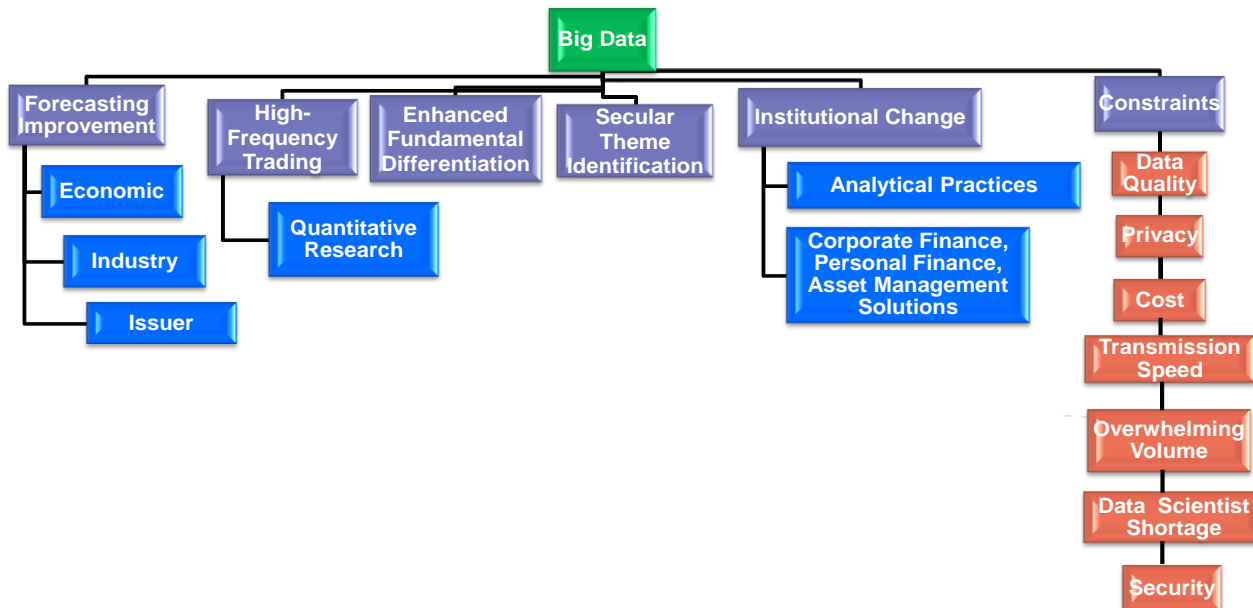 Big Data
Forecasting
Improvement
Economic
Industry
Issuer
High-
Frequency
Trading
Quantitative
Research
Enhanced
Fundamental
Differentiation
Secular
Theme
Identification
Institutional Change
Analytical Practices
Corporate Finance,
Personal Finance,
Asset Management
Solutions
Constraints
Data
Quality
Privacy
Cost
Transmission
Speed
Overwhelming
Volume
Data Scientist
Shortage
Security